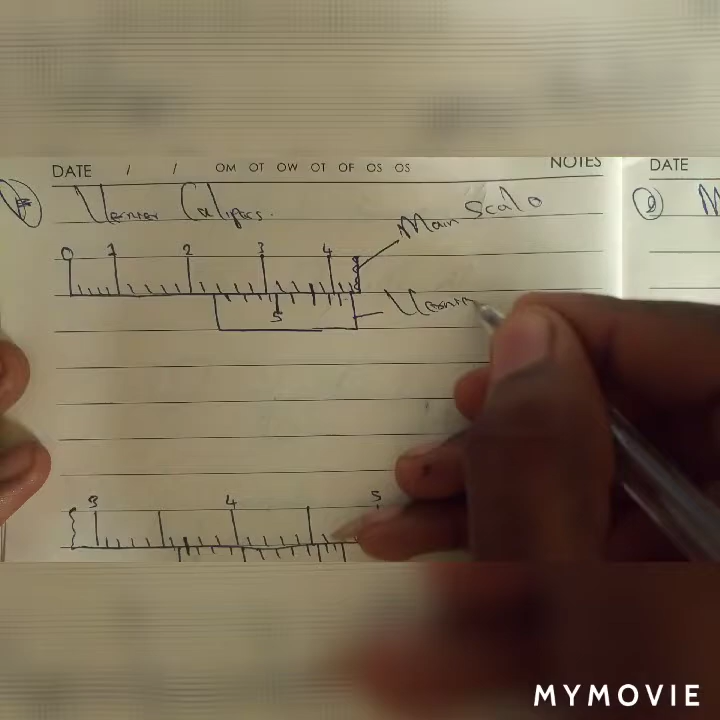 DATE / / OM OT OW OT OF OS OS NOTES
Vernier Calipers.
Main Scale
0 1 2 3 4
5
Vernie
3 4 5
DATE
MYMOVIE